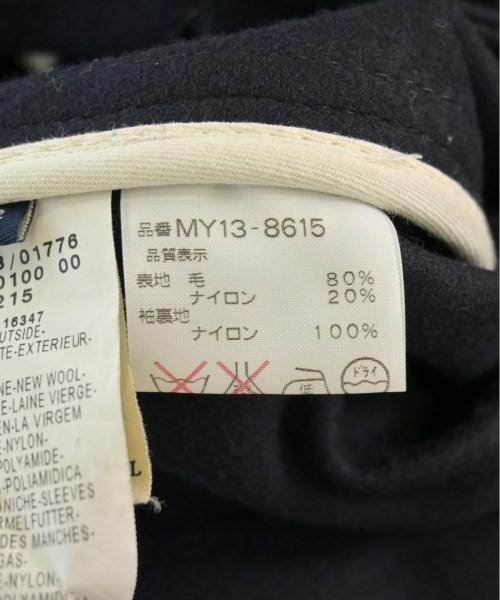 品番 MY13-8615
品質表示
表地 毛 80%
ナイロン 20%
袖裏地
ナイロン 100%
低
ドライ
/01776
0100 00
215
16347
OUTSIDE-
TE-EXTERIEUR-
NE-NEW WOOL-
E-LAINE VIERGE-
EN-LA VIRGEM
E-NYLON-
POLYAMIDE-
POLIAMIDICA
ANICHE-SLEEVES
RMELFUTTER-
DES MANCHES-
GAS-
E-NYLON-
POLYAMIDE-
L